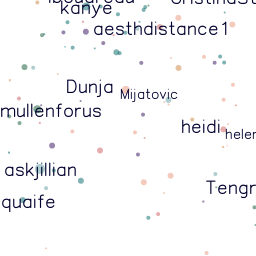 kanye
aesthdistance1
Dunja
Mijatovic
mullenforus
heidi
helen
askjillian
Tengr
quaife